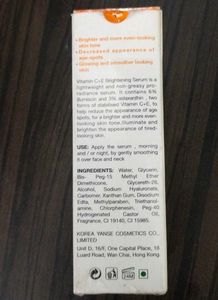 • Brighter and more even-looking
skin tone
• Decreased appearance of
age-spots
• Glowing and smoother looking
skin
Vitamin C+E Brightening Serum is a
lightweight and non-greasy pro-
radiance serum. It contains 6%
and 3% astaxanthin, two
forms of stabilised Vitamin C+E, to
help reduce the appearance of age-
spots, for a brighter and more even-
looking skin tone.Illuminate and
brighten the appearance of tired-
looking skin.
USE: Apply the serum , morning
and / or night, by gently smoothing
it over face and neck
INGREDIENTS: Water, Glycerin,
Bis- Peg-15 Methyl Ether
Dimethicone, Glycereth-26,
Alcohol, Sodium Hyaluronate,
Carbomer, Xanthan Gum, Disodium
Edta, Methylparaben, Triethanol-
amine, Chlorphenesin, Peg-40
Hydrogenated Castor Oil,
Fragrance, CI 19140, CI 15985.
KOREA YANSE COSMETICS CO.,
LIMITED
Unit D, 16/F, One Capital Place, 18
Luard Road, Wan Chai, Hong Kong.